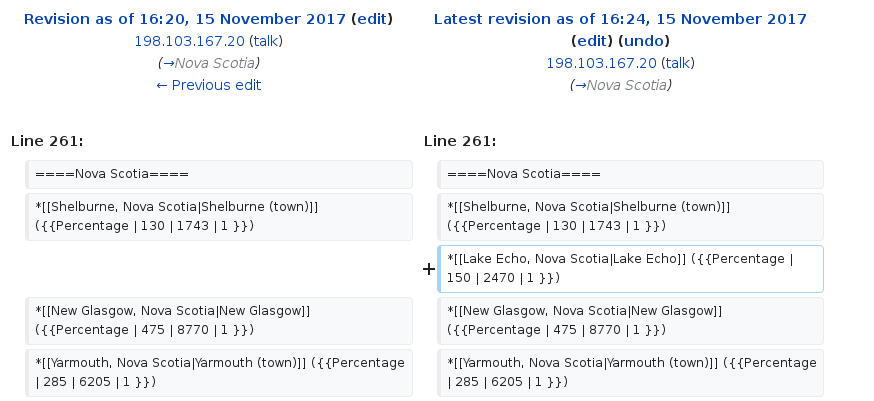 Revision as of 16:20, 15 November 2017 (edit)
198.103.167.20 (talk)
(→Nova Scotia)
← Previous edit
Latest revision as of 16:24, 15 November 2017
(edit) (undo)
198.103.167.20 (talk)
(→Nova Scotia)
Line 261:
Line 261:
====Nova Scotia====
====Nova Scotia====
*[[Shelburne, Nova Scotia|Shelburne (town)]]
({{Percentage | 130 | 1743 | 1 }})
*[[Shelburne, Nova Scotia|Shelburne (town)]]
({{Percentage | 130 | 1743 | 1 }})
+
*[[Lake Echo, Nova Scotia|Lake Echo]] ({{Percentage |
150 | 2470 | 1 }})
*[[New Glasgow, Nova Scotia|New Glasgow]]
({{Percentage | 475 | 8770 | 1 }})
*[[New Glasgow, Nova Scotia|New Glasgow]]
({{Percentage | 475 | 8770 | 1 }})
*[[Yarmouth, Nova Scotia|Yarmouth (town)]] ({{Percentage
| 285 | 6205 | 1 }})
*[[Yarmouth, Nova Scotia|Yarmouth (town)]] ({{Percentage
| 285 | 6205 | 1 }})